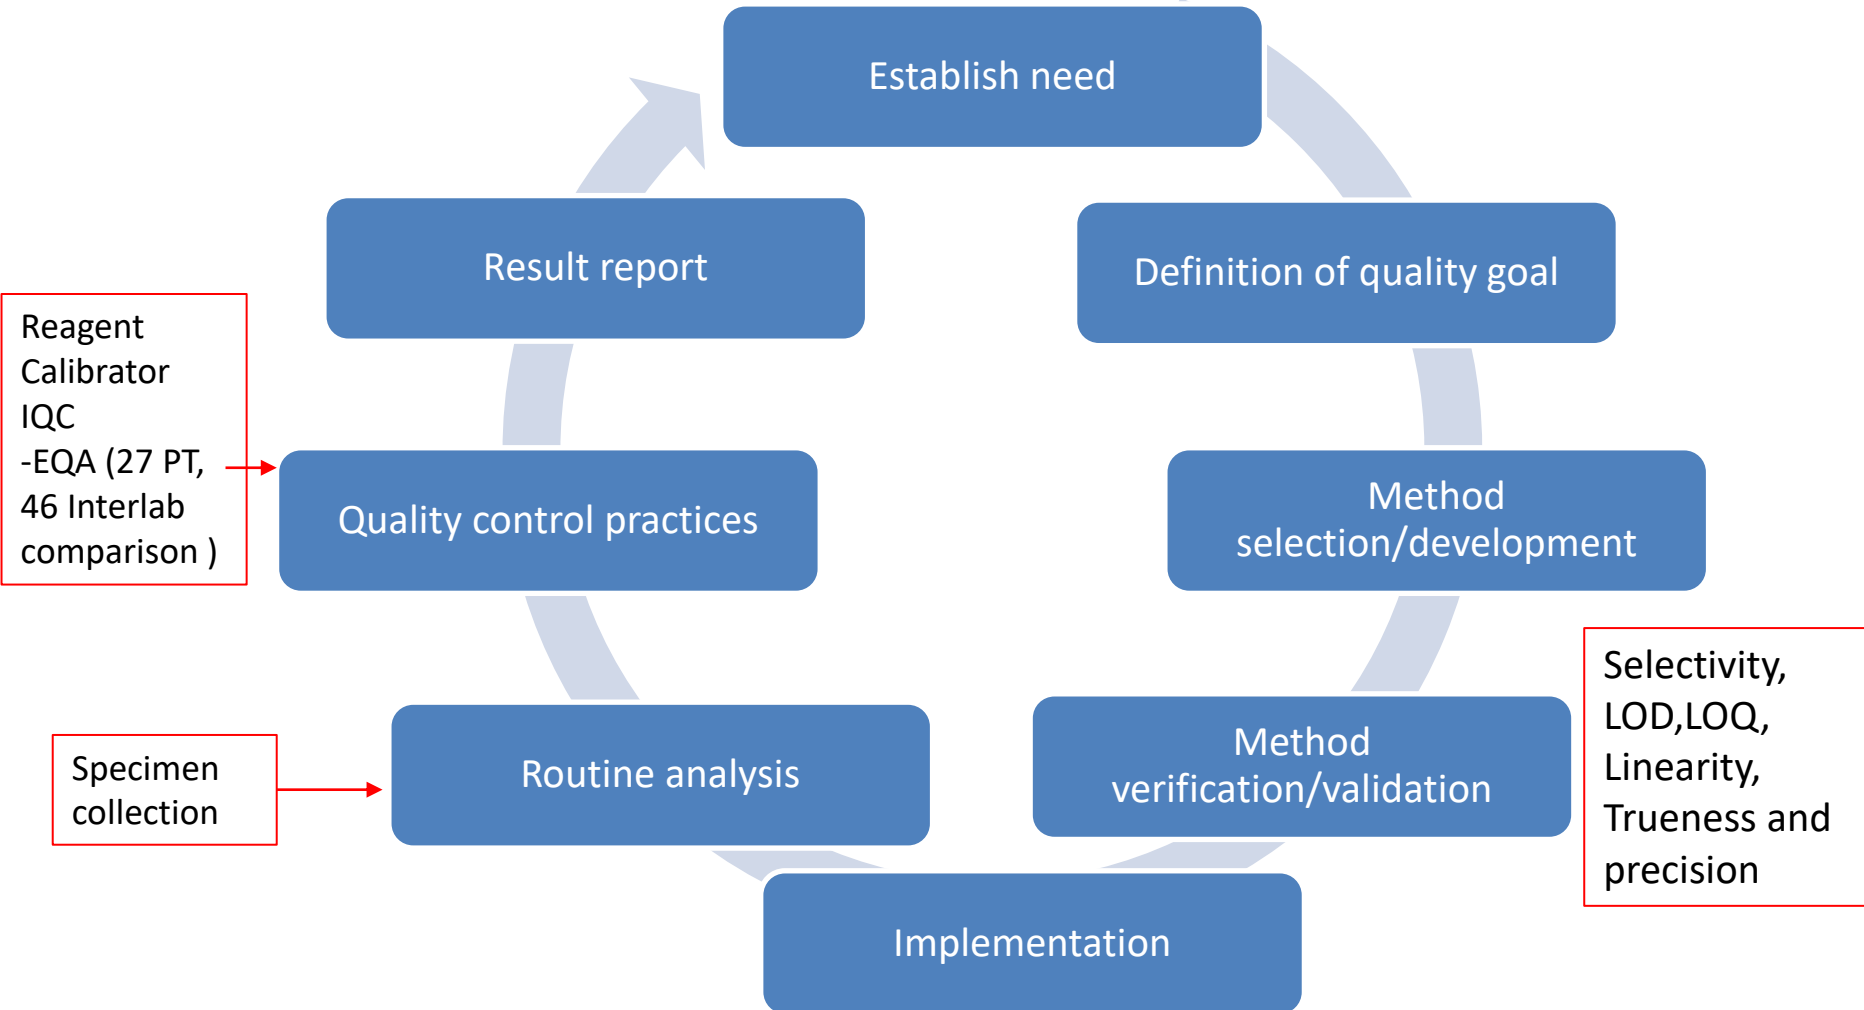 Establish need
Definition of quality goal
Method
selection/development
Method
verification/validation
Selectivity,
LOD,LOQ,
Linearity,
Trueness and
precision
Implementation
Routine analysis
Specimen
collection
Quality control practices
Reagent
Calibrator
IQC
-EQA (27 PT,
46 Interlab
comparison )
Result report